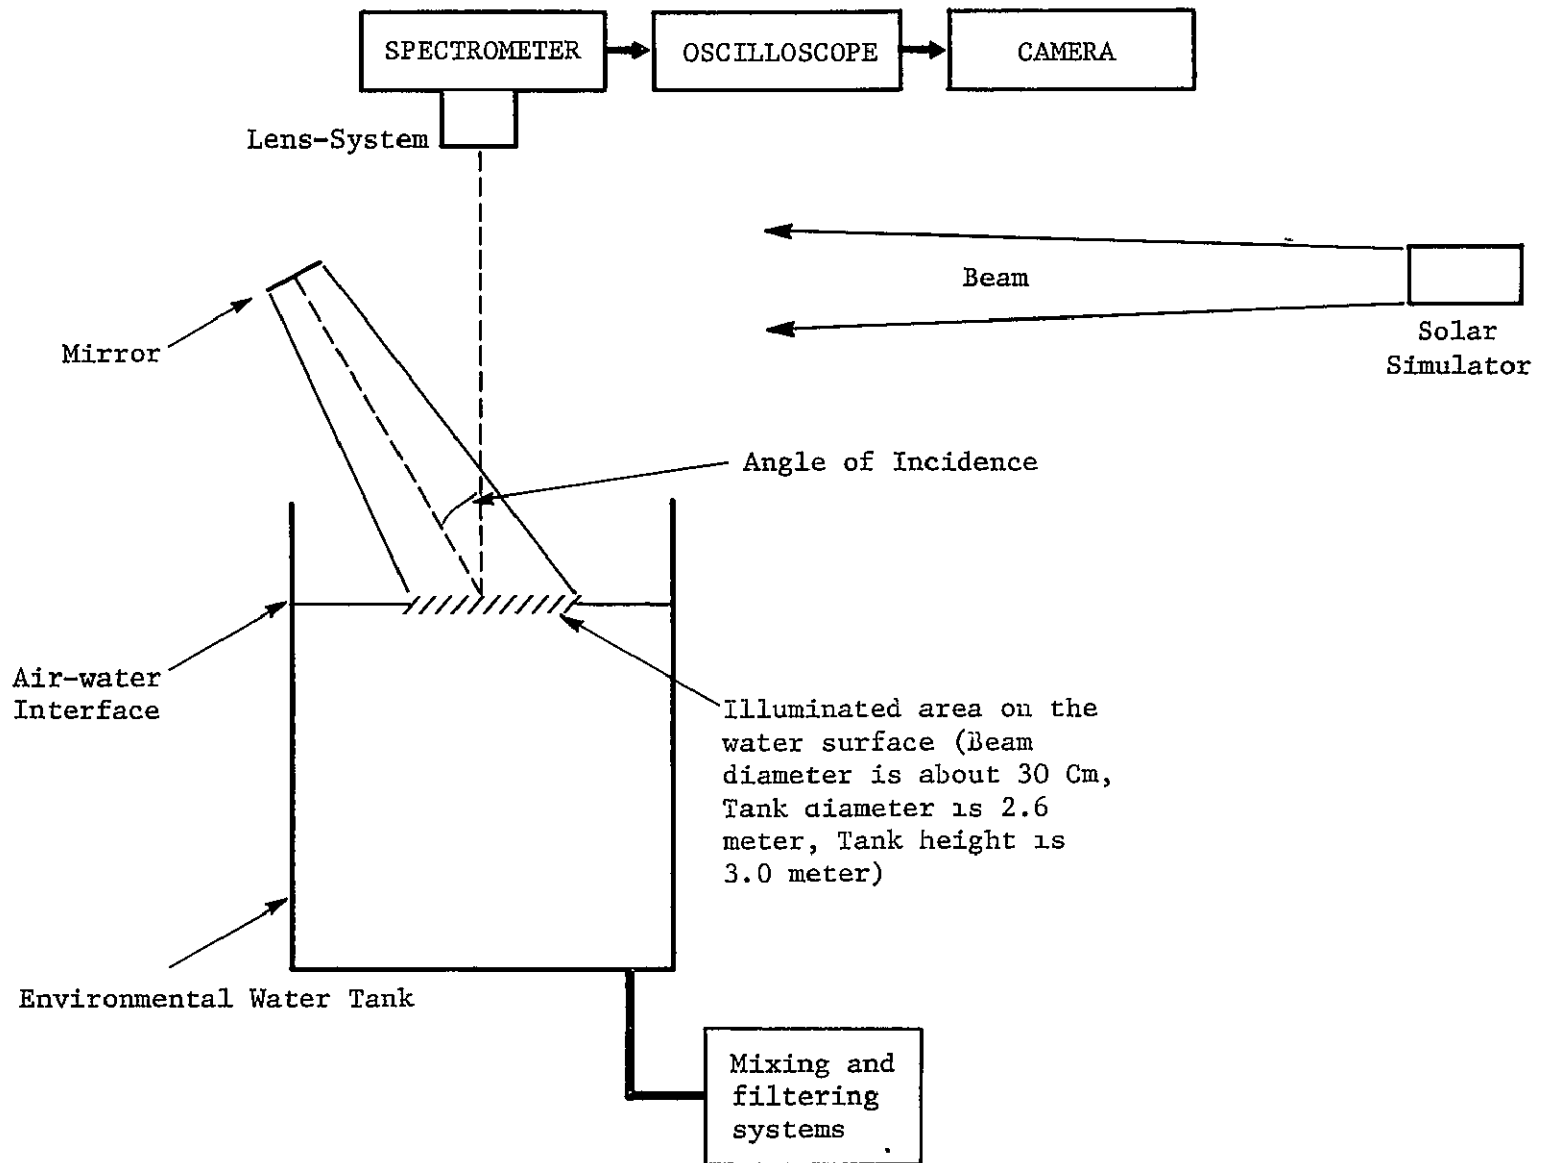 SPECTROMETER
OSCILLOSCOPE
CAMERA
Lens-System
Beam
Solar
Simulator
Mirror
Angle of Incidence
Air-water
Interface
Illuminated area on the
water surface (Beam
diameter is about 30 Cm,
Tank diameter is 2.6
meter, Tank height is
3.0 meter)
Environmental Water Tank
Mixing and
filtering
systems